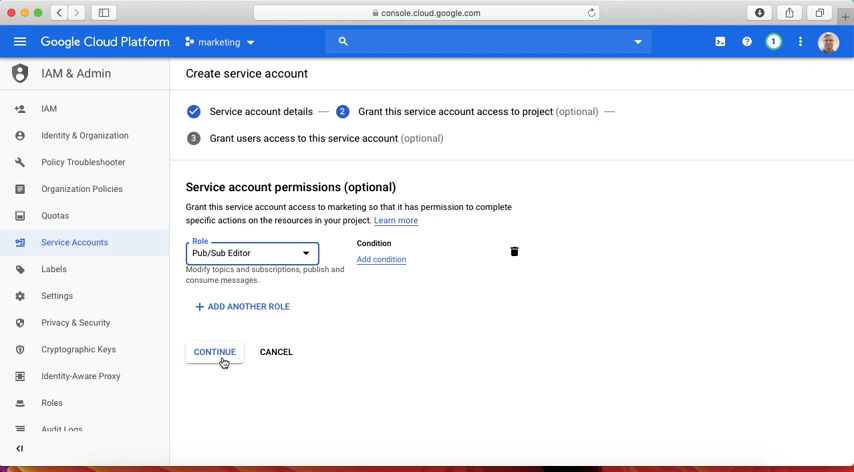 console.cloud.google.com
Google Cloud Platform
marketing
1
IAM & Admin
Create service account
IAM
Identity & Organization
Policy Troubleshooter
Organization Policies
Quotas
Service Accounts
Labels
Settings
Privacy & Security
Cryptographic Keys
Identity-Aware Proxy
Roles
Audit Logs
Service account details — 2 Grant this service account access to project (optional) —
3 Grant users access to this service account (optional)
Service account permissions (optional)
Grant this service account access to marketing so that it has permission to complete
specific actions on the resources in your project. Learn more
Role
Pub/Sub Editor
Condition
Add condition
Modify topics and subscriptions, publish and
consume messages.
+ ADD ANOTHER ROLE
CONTINUE CANCEL